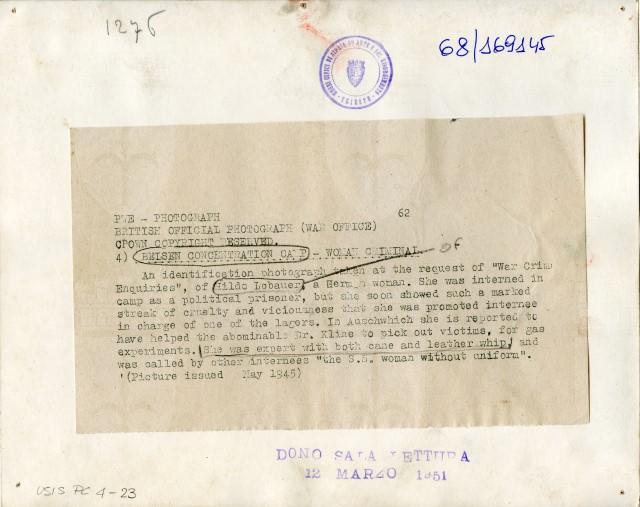 1276
68/169145
PWE - PHOTOGRAPH 62
BRITISH OFFICIAL PHOTOGRAPH (WAR OFFICE)
CROWN COPYRIGHT RESERVED.
4) BELSEN CONCENTRATION CAMP - WOMAN CRIMINAL of
An identification photograph taken at the request of "War Crime
Enquiries", of Hildo Lobauer, a German woman. She was interned in
camp as a political prisoner, but she soon showed such a marked
streak of cruelty and viciousness that she was promoted internee
in charge of one of the lagers. In Auschwhich she is reported to
have helped the abominable Dr. Kline to pick out victims, for gas
experiments. She was expert with both cane and leather whip, and
was called by other internees "the S.S. woman without uniform".
'(Picture issued May 1945)
DONO SALA LETTURA
12 MARZO 1951
USIS PC 4-23